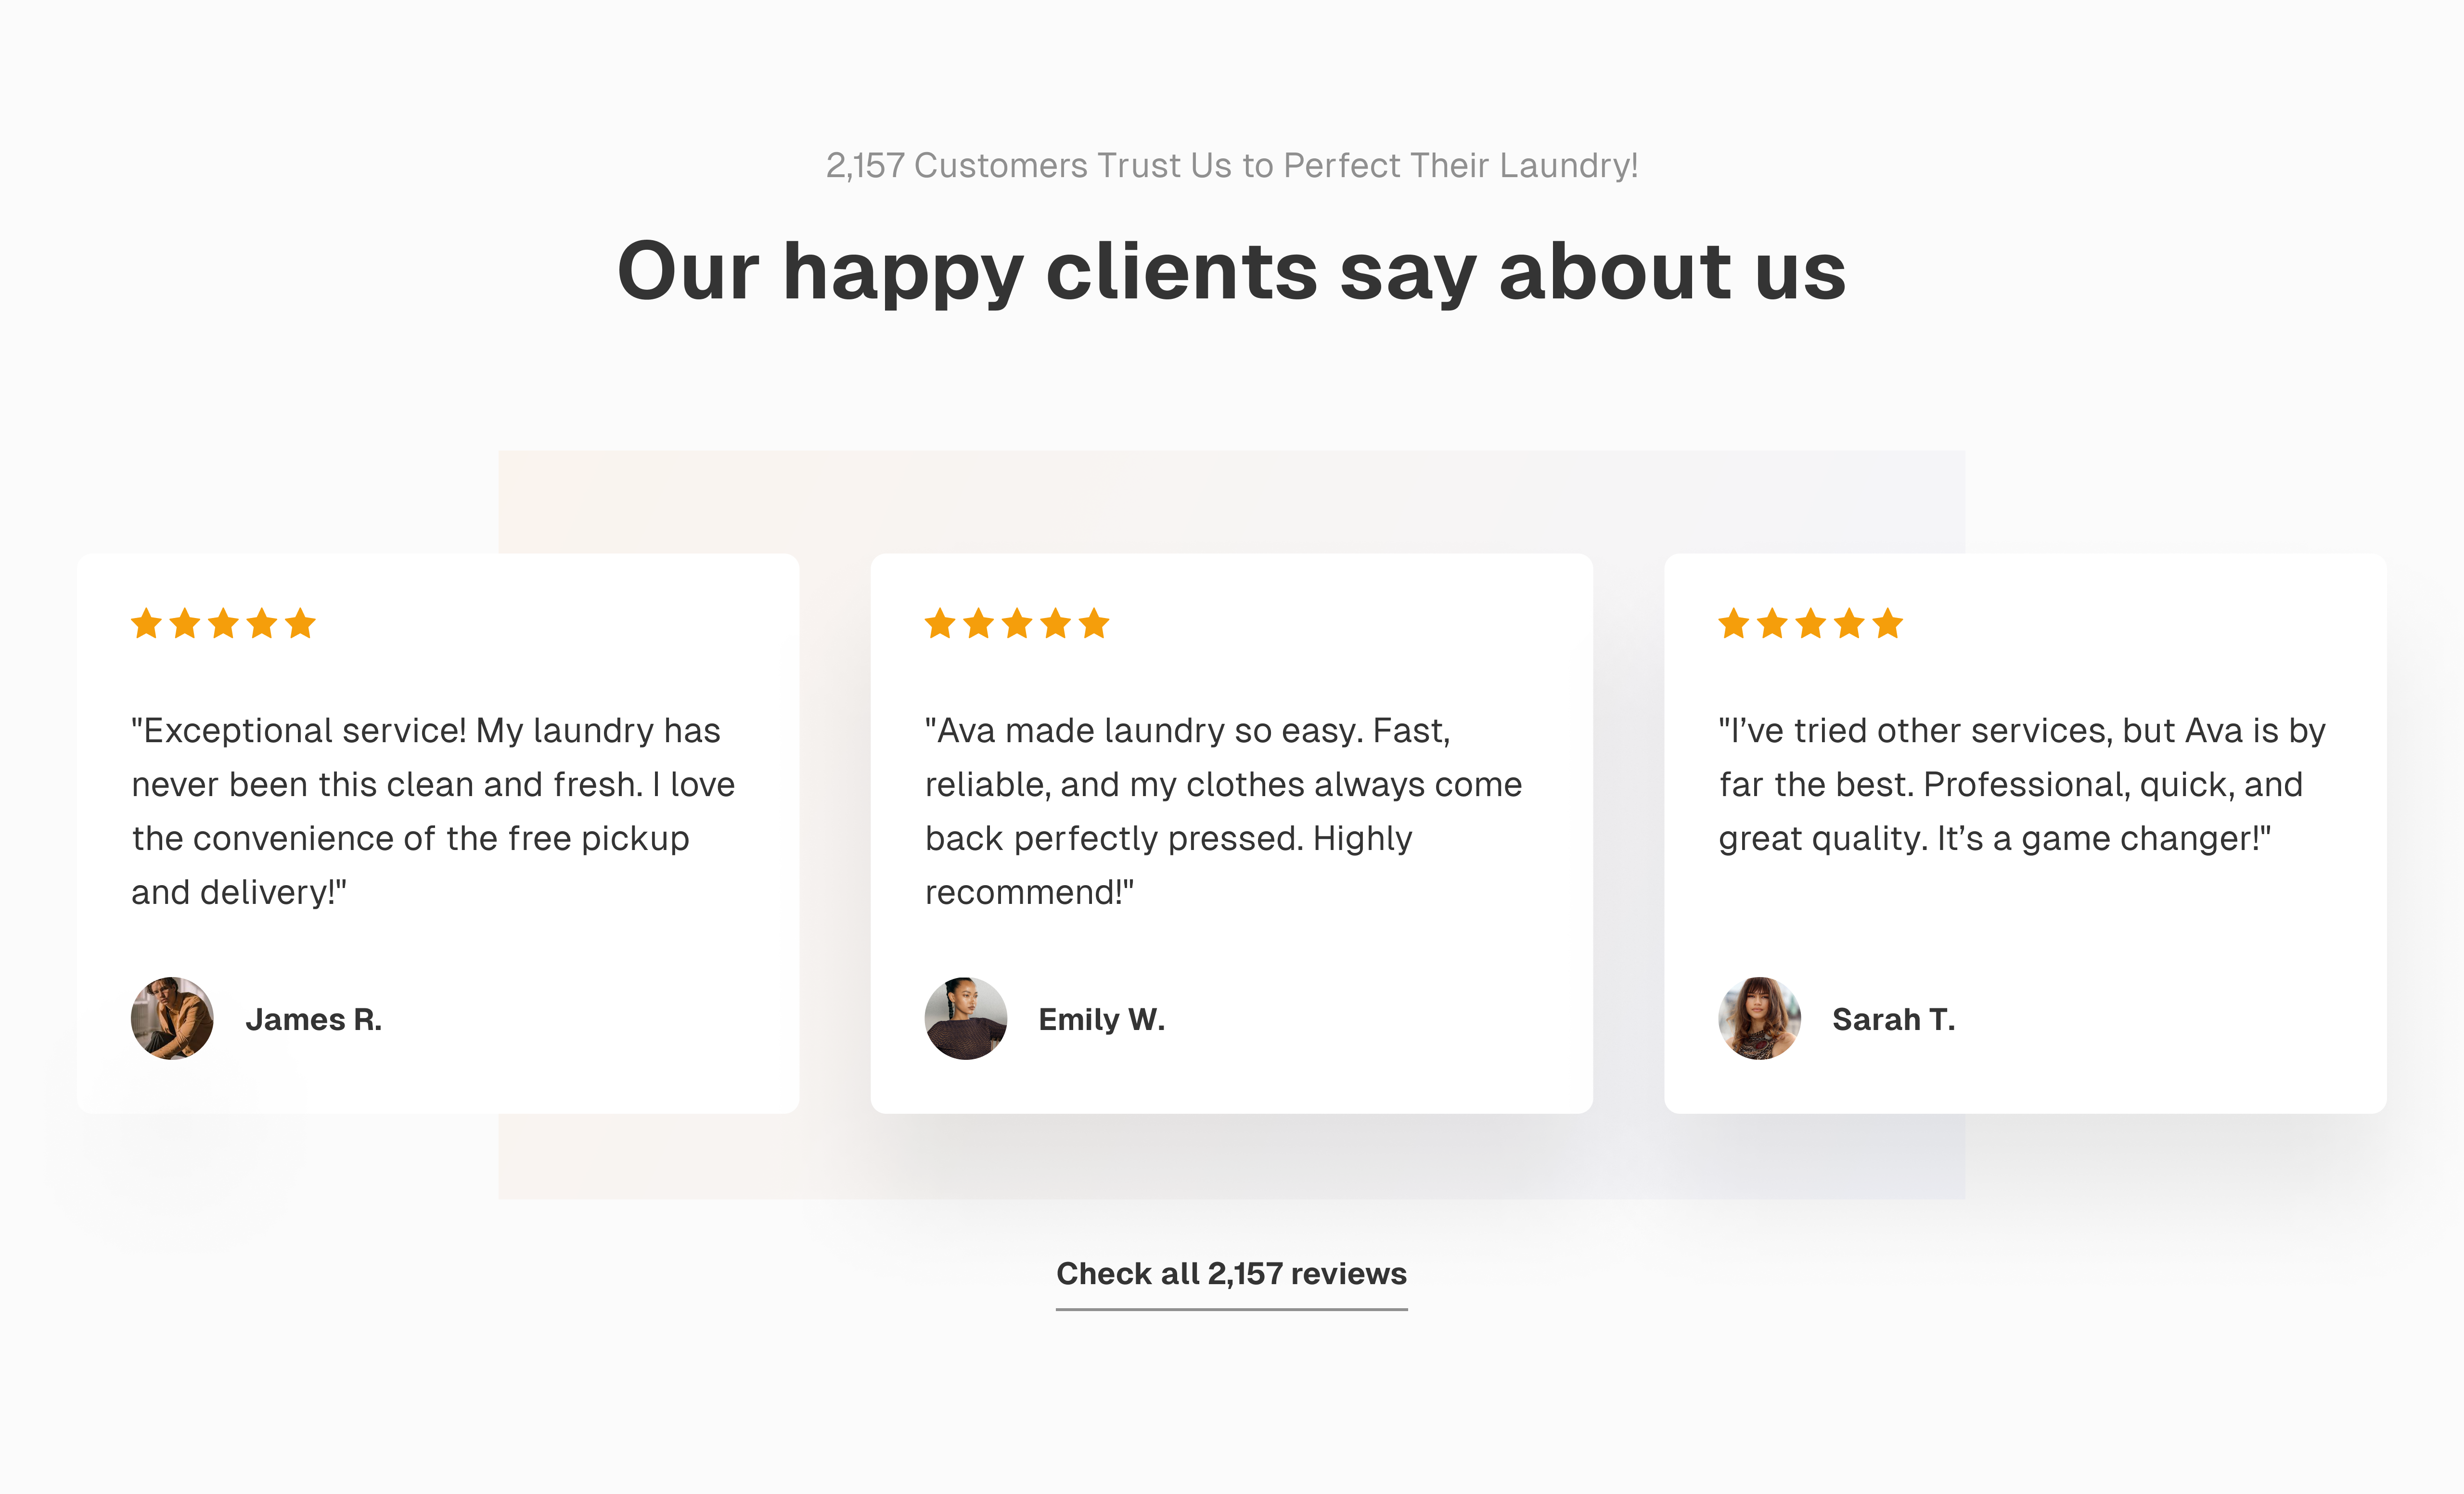 2,157 Customers Trust Us to Perfect Their Laundry!
Our happy clients say about us
"Exceptional service! My laundry has
never been this clean and fresh. I love
the convenience of the free pickup
and delivery!"
James R.
"Ava made laundry so easy. Fast,
reliable, and my clothes always come
back perfectly pressed. Highly
recommend!"
Emily W.
"I’ve tried other services, but Ava is by
far the best. Professional, quick, and
great quality. It’s a game changer!"
Sarah T.
Check all 2,157 reviews